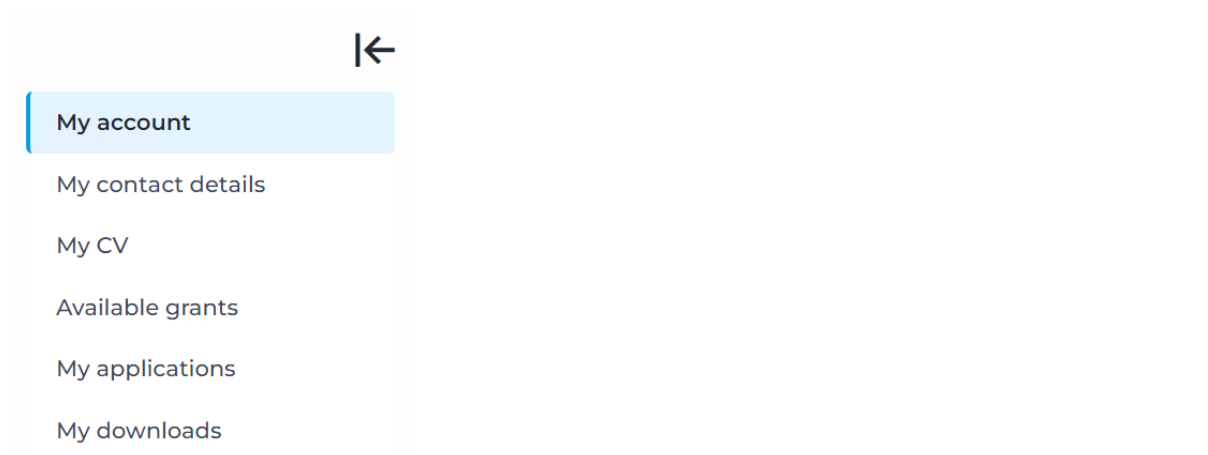 My account
My contact details
My CV
Available grants
My applications
My downloads